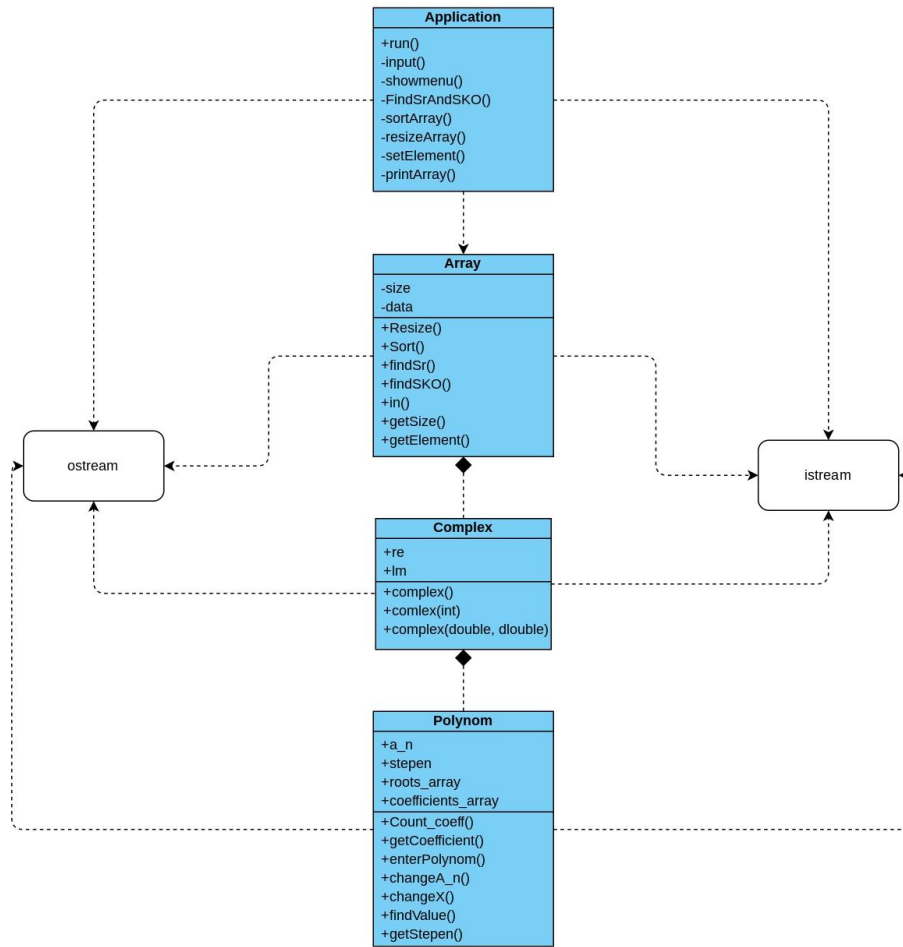 Application
+run()
-input()
-showmenu()
-FindSrAndSKO()
-sortArray()
-resizeArray()
-setElement()
-printArray()
Array
-size
-data
+Resize()
+Sort()
+findSr()
+findSKO()
+in()
+getSize()
+getElement()
ostream
istream
Complex
+re
+Im
+complex()
+comlex(int)
+complex(double, dlouble)
Polynom
+a_n
+stepen
+roots_array
+coefficients_array
+Count_coeff()
+getCoefficient()
+enterPolynom()
+changeA_n()
+changeX()
+findValue()
+getStepen()